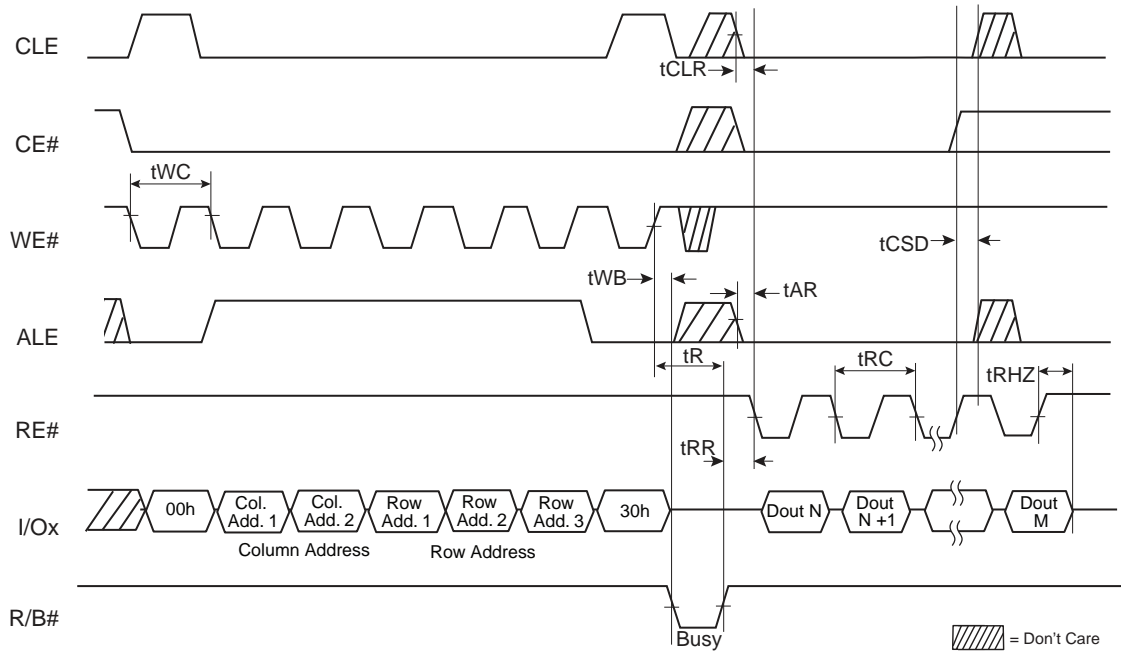 CLE
tCLR
CE#
tWC
WE#
tCSD
tWB
tAR
ALE
tR
tRC
tRHZ
RE#
tRR
I/Ox
00h
Col.
Add. 1
Col.
Add. 2
Row
Add. 1
Row
Add. 2
Row
Add. 3
30h
Dout N
Dout
N +1
Dout
M
Column Address
Row Address
R/B#
Busy
= Don't Care